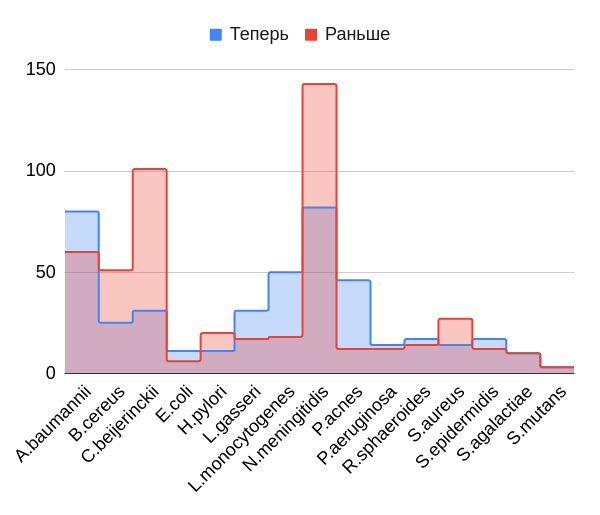 Теперь Раньше
150
100
50
0
A.baumannii
B.cereus
C.beijerinckii
E.coli
H.pylori
L.gasseri
L.monocytogenes
N.meningitidis
P.acnes
P.aeruginosa
R.sphaeroides
S.aureus
S.epidermidis
S.agalactiae
S.mutans